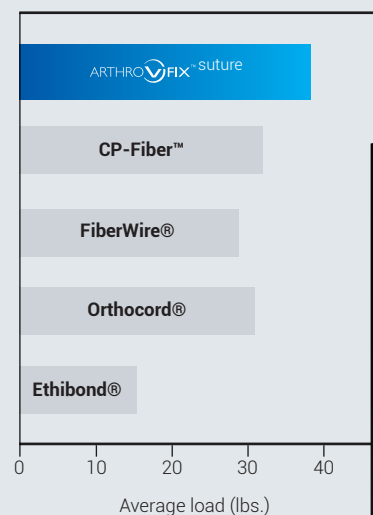 ARTHROVFIX™ suture
CP-Fiber™
FiberWire®
Orthocord®
Ethibond®
0 10 20 30 40
Average load (lbs.)